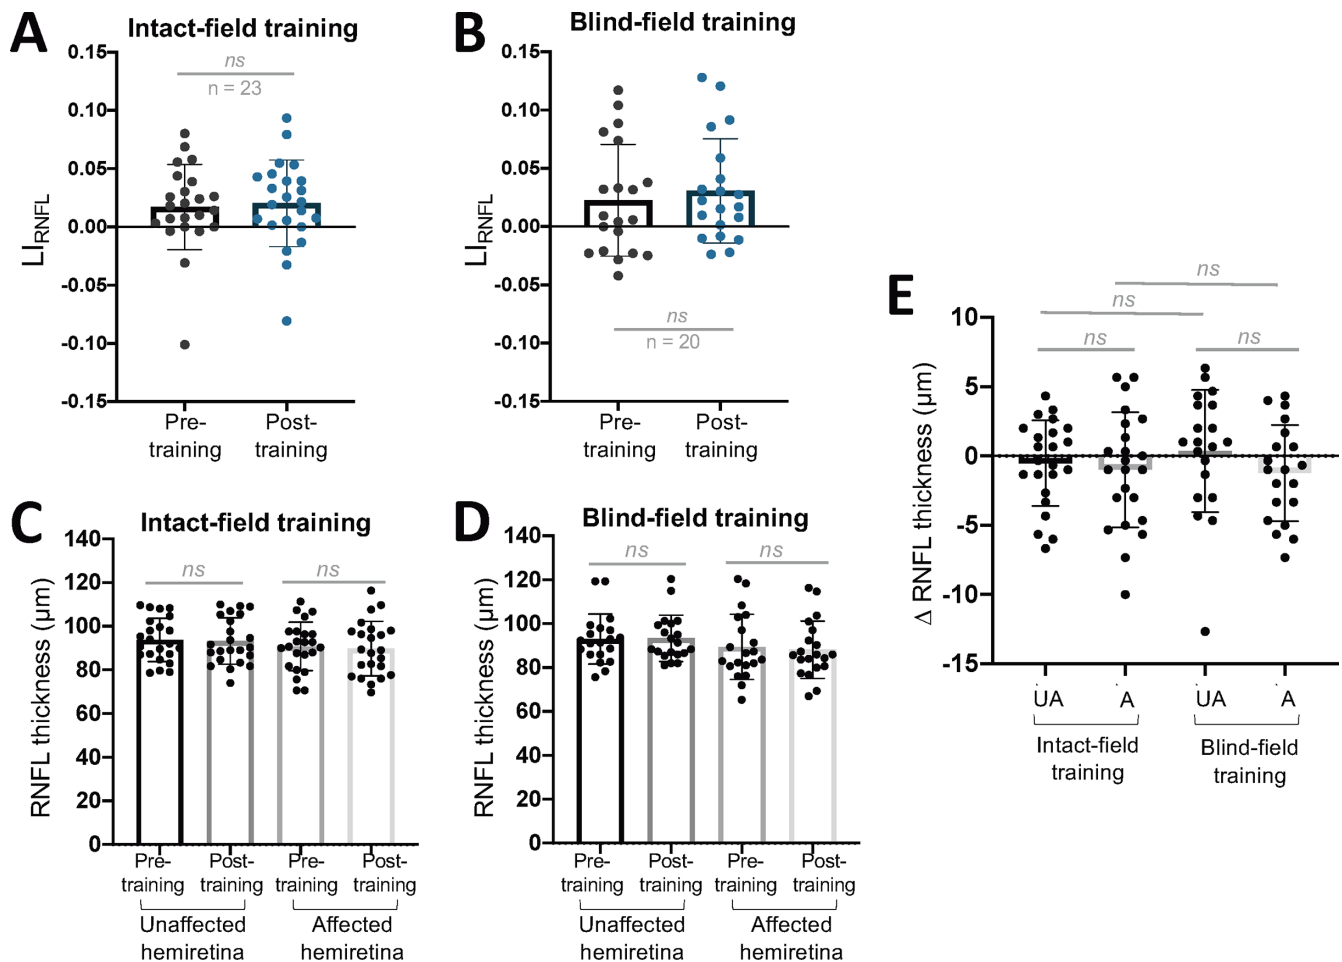 A
Intact-field training
0.15
0.10
0.05
0.00
-0.05
-0.10
-0.15
LI RNFL
ns
n = 23
Pre-
training
Post-
training
B
Blind-field training
0.15
0.10
0.05
0.00
-0.05
-0.10
-0.15
LI RNFL
ns
n = 20
Pre-
training
Post-
training
C
Intact-field training
140
120
100
80
60
40
20
0
RNFL thickness (μm)
ns
ns
Pre-
training
Post-
training
Pre-
training
Post-
training
Unaffected
hemiretina
Affected
hemiretina
D
Blind-field training
140
120
100
80
60
40
20
0
RNFL thickness (μm)
ns
ns
Pre-
training
Post-
training
Pre-
training
Post-
training
Unaffected
hemiretina
Affected
hemiretina
E
10
5
0
-5
-10
-15
Δ RNFL thickness (μm)
ns
ns
ns
ns
UA
A
UA
A
Intact-field
training
Blind-field
training